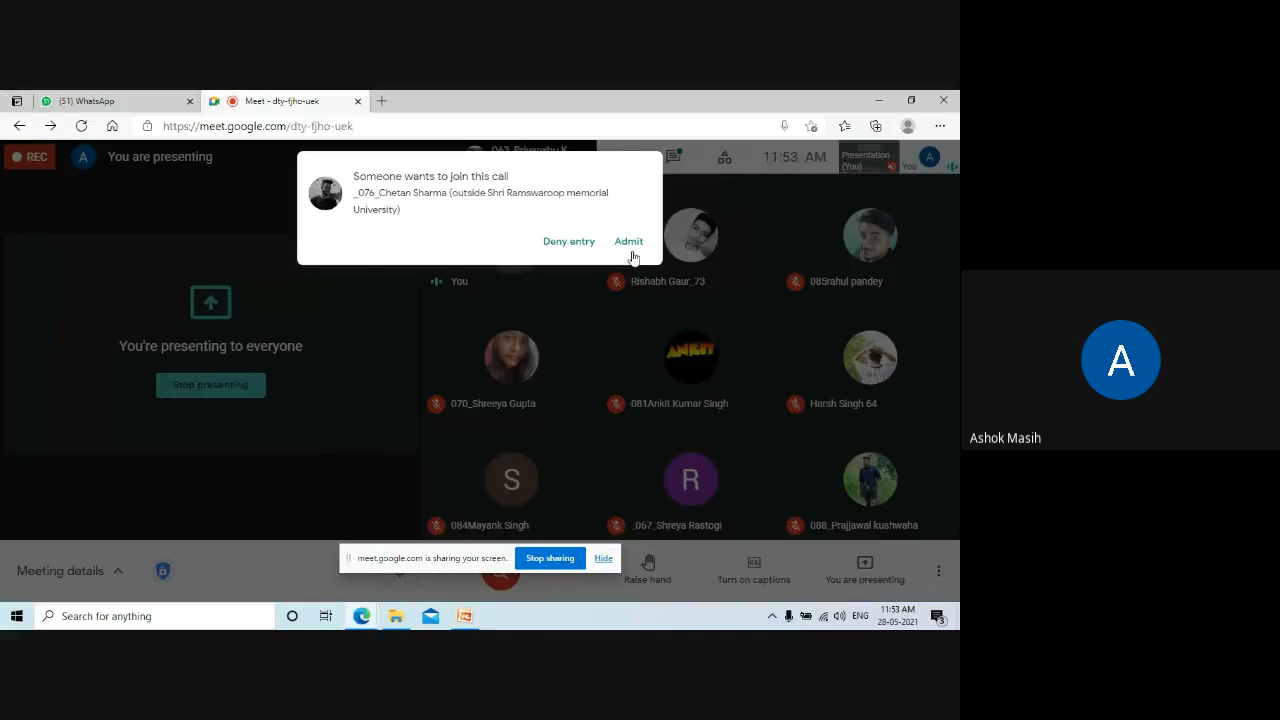 (51) WhatsApp
Meet - dty-fjho-uek
https://meet.google.com/dty-fjho-uek
REC
A
You are presenting
063_Priyanshu K
11:53 AM
Presentation
(You)...
You
A
Someone wants to join this call
_076_Chetan Sharma (outside Shri Ramswaroop memorial
University)
Deny entry
Admit
You
Rishabh Gaur_73
085rahul pandey
You're presenting to everyone
Stop presenting
ANKIT
070_Shreeya Gupta
081Ankit Kumar Singh
Harsh Singh 64
S
R
084Mayank Singh
_067_Shreya Rastogi
088_Prajjawal kushwaha
meet.google.com is sharing your screen.
Stop sharing
Hide
Meeting details
Raise hand
Turn on captions
You are presenting
Search for anything
ENG
11:53 AM
28-05-2021
3
A
Ashok Masih